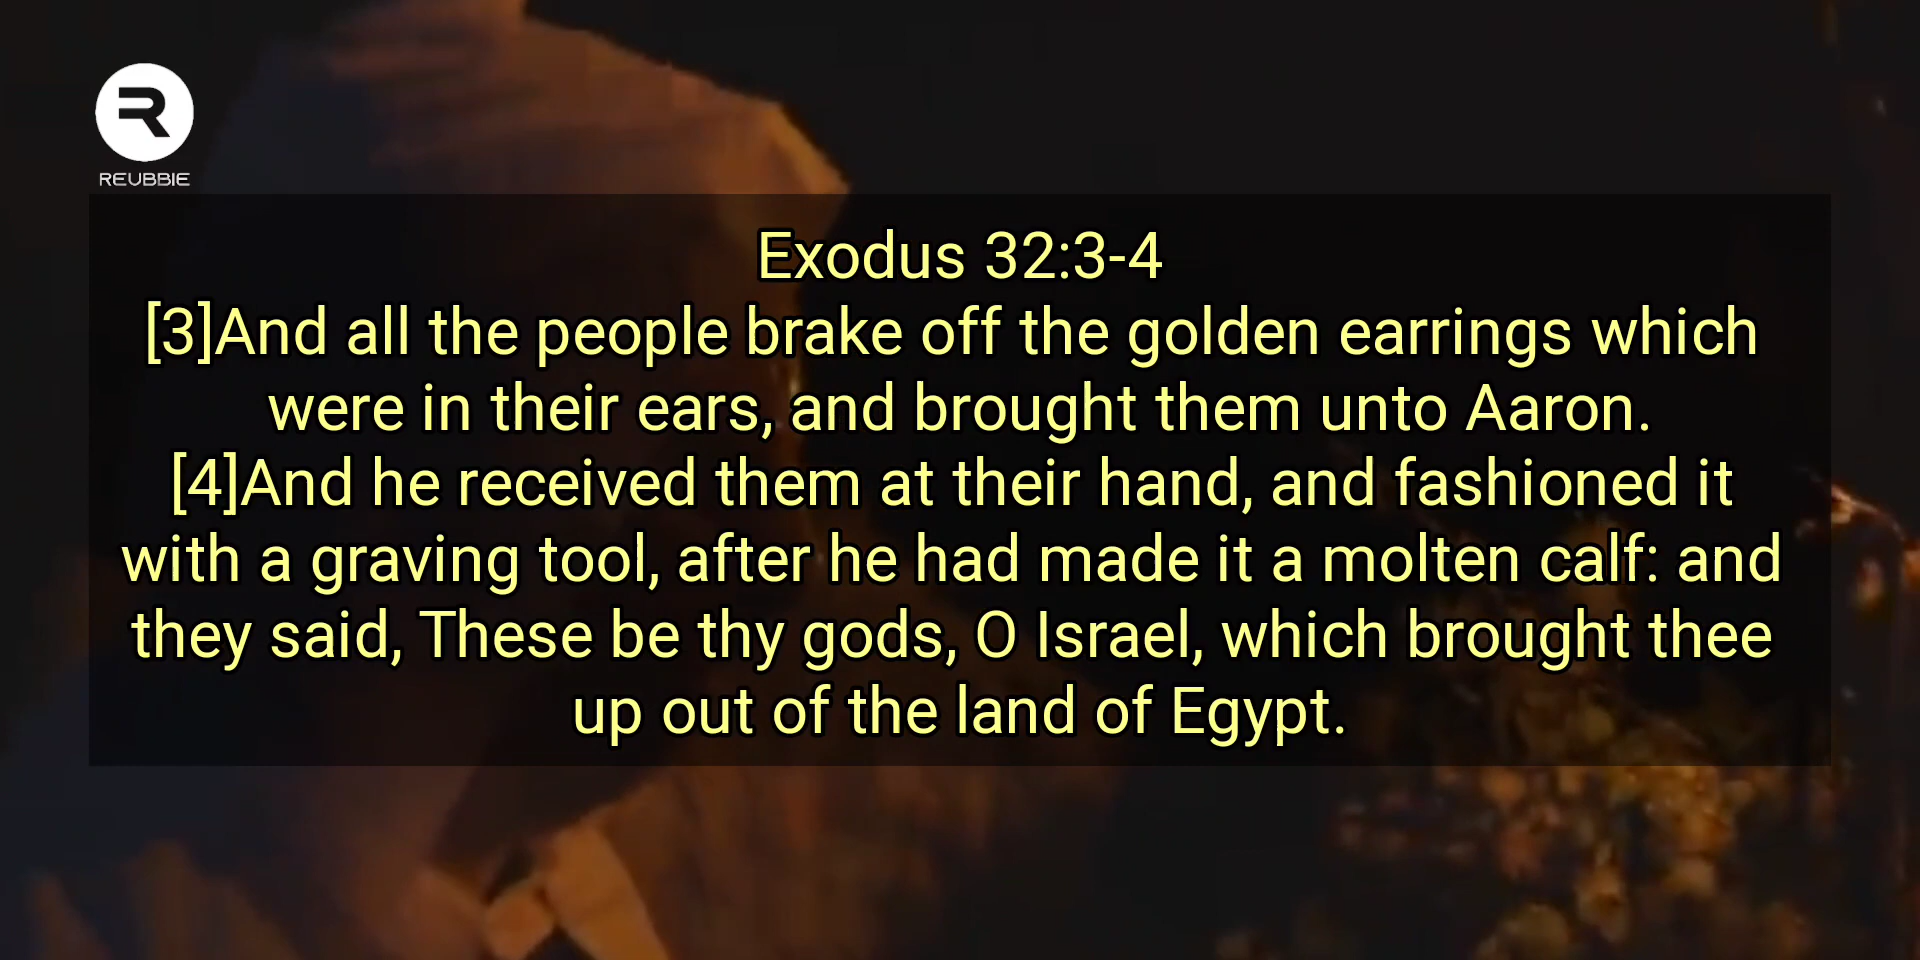 REUBBIE
Exodus 32:3-4
[3]And all the people brake off the golden earrings which
were in their ears, and brought them unto Aaron.
[4]And he received them at their hand, and fashioned it
with a graving tool, after he had made it a molten calf: and
they said, These be thy gods, O Israel, which brought thee
up out of the land of Egypt.